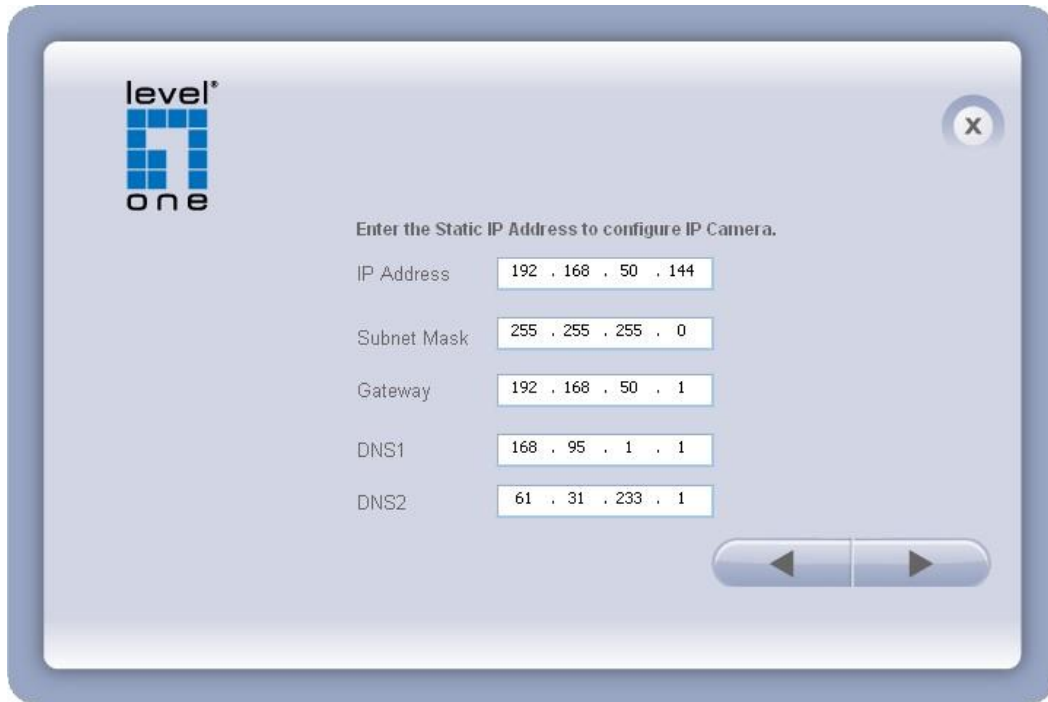 level®
one
X
Enter the Static IP Address to configure IP Camera.
IP Address 192 . 168 . 50 . 144
Subnet Mask 255 . 255 . 255 . 0
Gateway 192 . 168 . 50 . 1
DNS1 168 . 95 . 1 . 1
DNS2 61 . 31 . 233 . 1